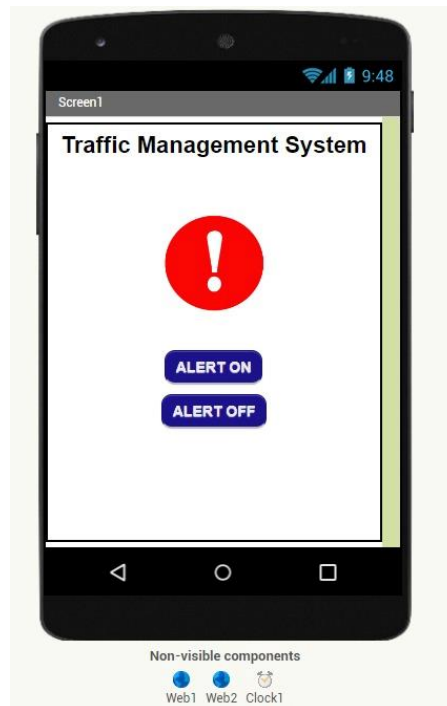 9:48
Screen1
Traffic Management System
!
ALERT ON
ALERT OFF
Non-visible components
Web1 Web2 Clock1